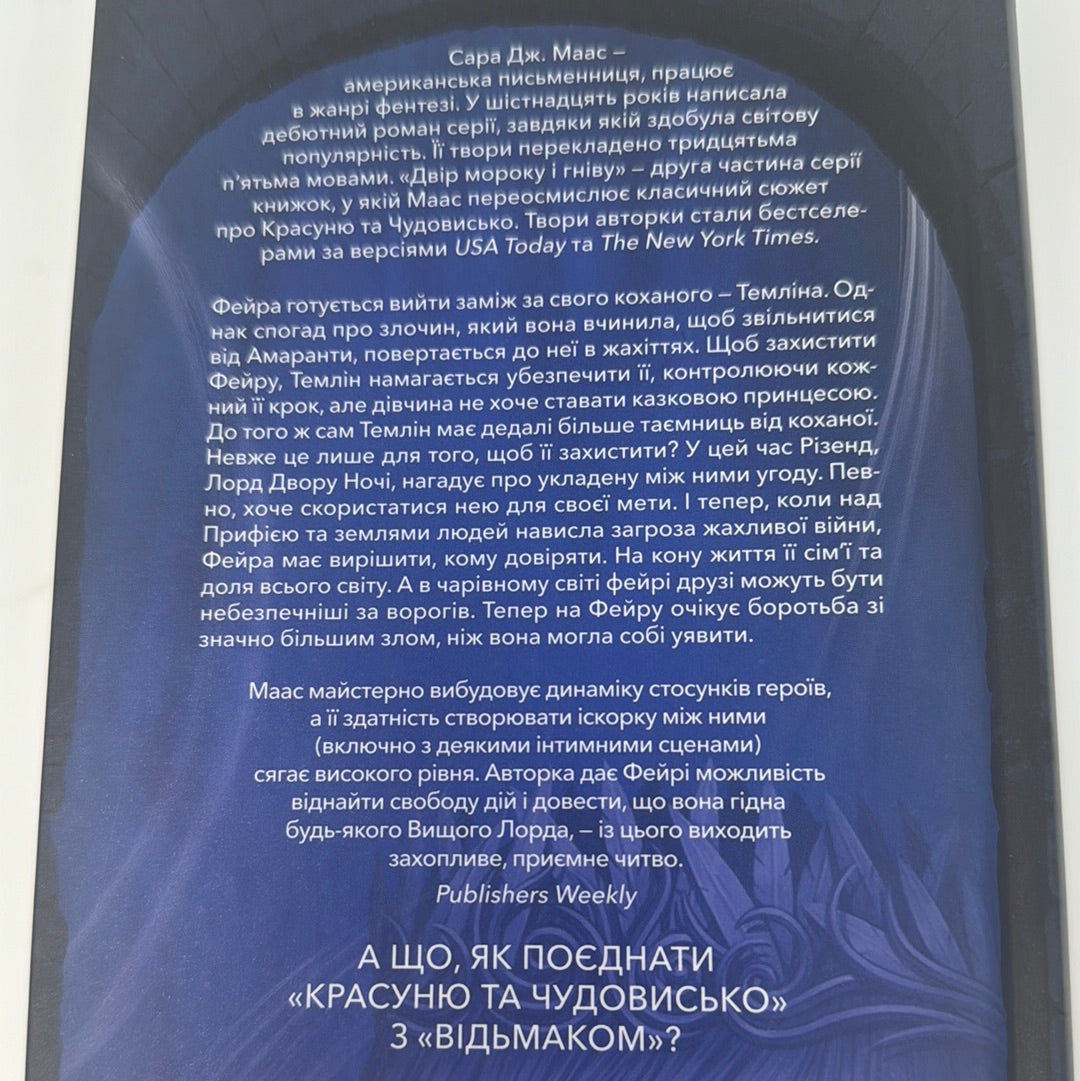 Сара Дж. Маас –
американська письменниця, працює
в жанрі фентезі. У шістнадцять років написала
дебютний роман серії, завдяки якій здобула світову
популярність. Її твори перекладено тридцятьма
п’ятьма мовами. «Двір мороку і гніву» – друга частина серії
книжок, у якій Маас переосмислює класичний сюжет
про Красуню та Чудовисько. Твори авторки стали бестселе-
рами за версіями USA Today та The New York Times.
Фейра готується вийти заміж за свого коханого – Темліна. Од-
нак спогад про злочин, який вона вчинила, щоб звільнитися
від Амаранти, повертається до неї в жахіттях. Щоб захистити
Фейру, Темлін намагається убезпечити її, контролюючи кож-
ний її крок, але дівчина не хоче ставати казковою принцесою.
До того ж сам Темлін має дедалі більше таємниць від коханої.
Невже це лише для того, щоб її захистити? У цей час Різенд,
Лорд Двору Ночі, нагадує про укладену між ними угоду. Пев-
но, хоче скористатися нею для своєї мети. І тепер, коли над
Прифією та землями людей нависла загроза жахливої війни,
Фейра має вирішити, кому довіряти. На кону життя її сім’ї та
доля всього світу. А в чарівному світі фейрі друзі можуть бути
небезпечніші за ворогів. Тепер на Фейру очікує боротьба зі
значно більшим злом, ніж вона могла собі уявити.
Маас майстерно вибудовує динаміку стосунків героїв,
а її здатність створювати іскорку між ними
(включно з деякими інтимними сценами)
сягає високого рівня. Авторка дає Фейрі можливість
віднайти свободу дій і довести, що вона гідна
будь-якого Вищого Лорда, – із цього виходить
захопливе, приємне читво.
Publishers Weekly
А ЩО, ЯК ПОЄДНАТИ
«КРАСУНЮ ТА ЧУДОВИСЬКО»
З «ВІДЬМАКОМ»?